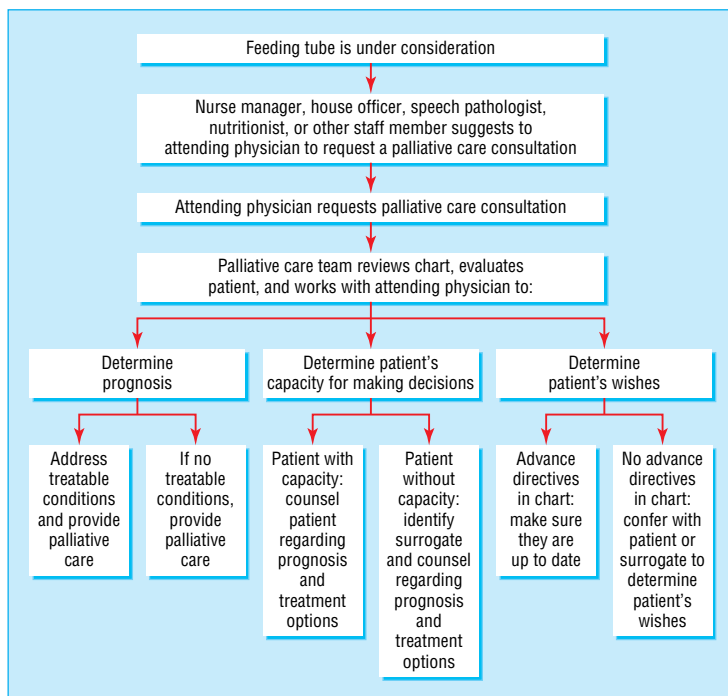 Feeding tube is under consideration
Nurse manager, house officer, speech pathologist,
nutritionist, or other staff member suggests to
attending physician to request a palliative care consultation
Attending physician requests palliative care consultation
Palliative care team reviews chart, evaluates
patient, and works with attending physician to:
Determine
prognosis
Determine patient's
capacity for making decisions
Determine
patient's wishes
Address
treatable
conditions
and provide
palliative
care
If no
treatable
conditions,
provide
palliative
care
Patient with
capacity:
counsel
patient
regarding
prognosis
and
treatment
options
Patient
without
capacity:
identify
surrogate
and counsel
regarding
prognosis
and
treatment
options
Advance
directives
in chart:
make sure
they are
up to date
No advance
directives
in chart:
confer with
patient or
surrogate to
determine
patient's
wishes